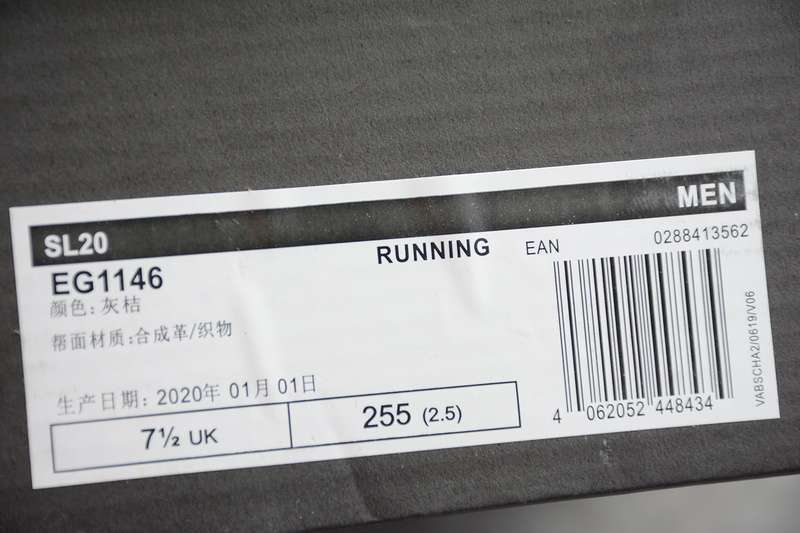 SL20
MEN
EG1146
RUNNING
EAN
0288413562
颜色:灰桔
帮面材质:合成革/织物
生产日期: 2020年 01月 01日
7½ UK
255 (2.5)
4 062052 448434
VABSCHA2/0619/V06